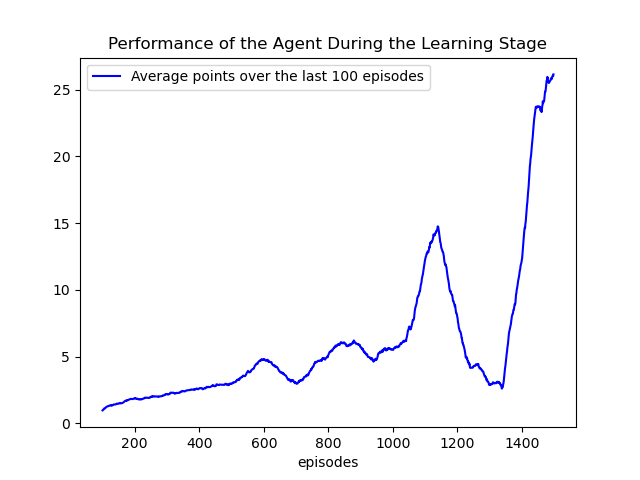 Performance of the Agent During the Learning Stage
Average points over the last 100 episodes
25
20
15
10
5
0
200 400 600 800 1000 1200 1400
episodes